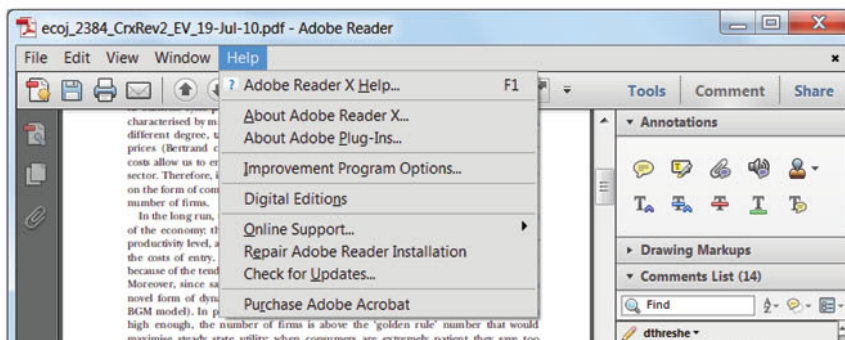 ecoj_2384_CrxRev2_EV_19-Jul-10.pdf - Adobe Reader
File Edit View Window Help
Adobe Reader X Help... F1
About Adobe Reader X...
About Adobe Plug-Ins...
Improvement Program Options...
Digital Editions
Online Support...
Repair Adobe Reader Installation
Check for Updates...
Purchase Adobe Acrobat
characterised by m
different degree, t
prices (Bertrand c
costs allow us to en
sector. Therefore, i
on the form of com
number of firms.
In the long run,
of the economy: th
productivity level, a
the costs of entry.
because of the tend
Moreover, since sa
novel form of dyna
BGM model). In p
high enough, the number of firms is above the 'golden rule' number that would
maximise steady state utility when consumers are extremely patient they save too
Tools Comment Share
Annotations
Drawing Markups
Comments List (14)
Find
dthreshe